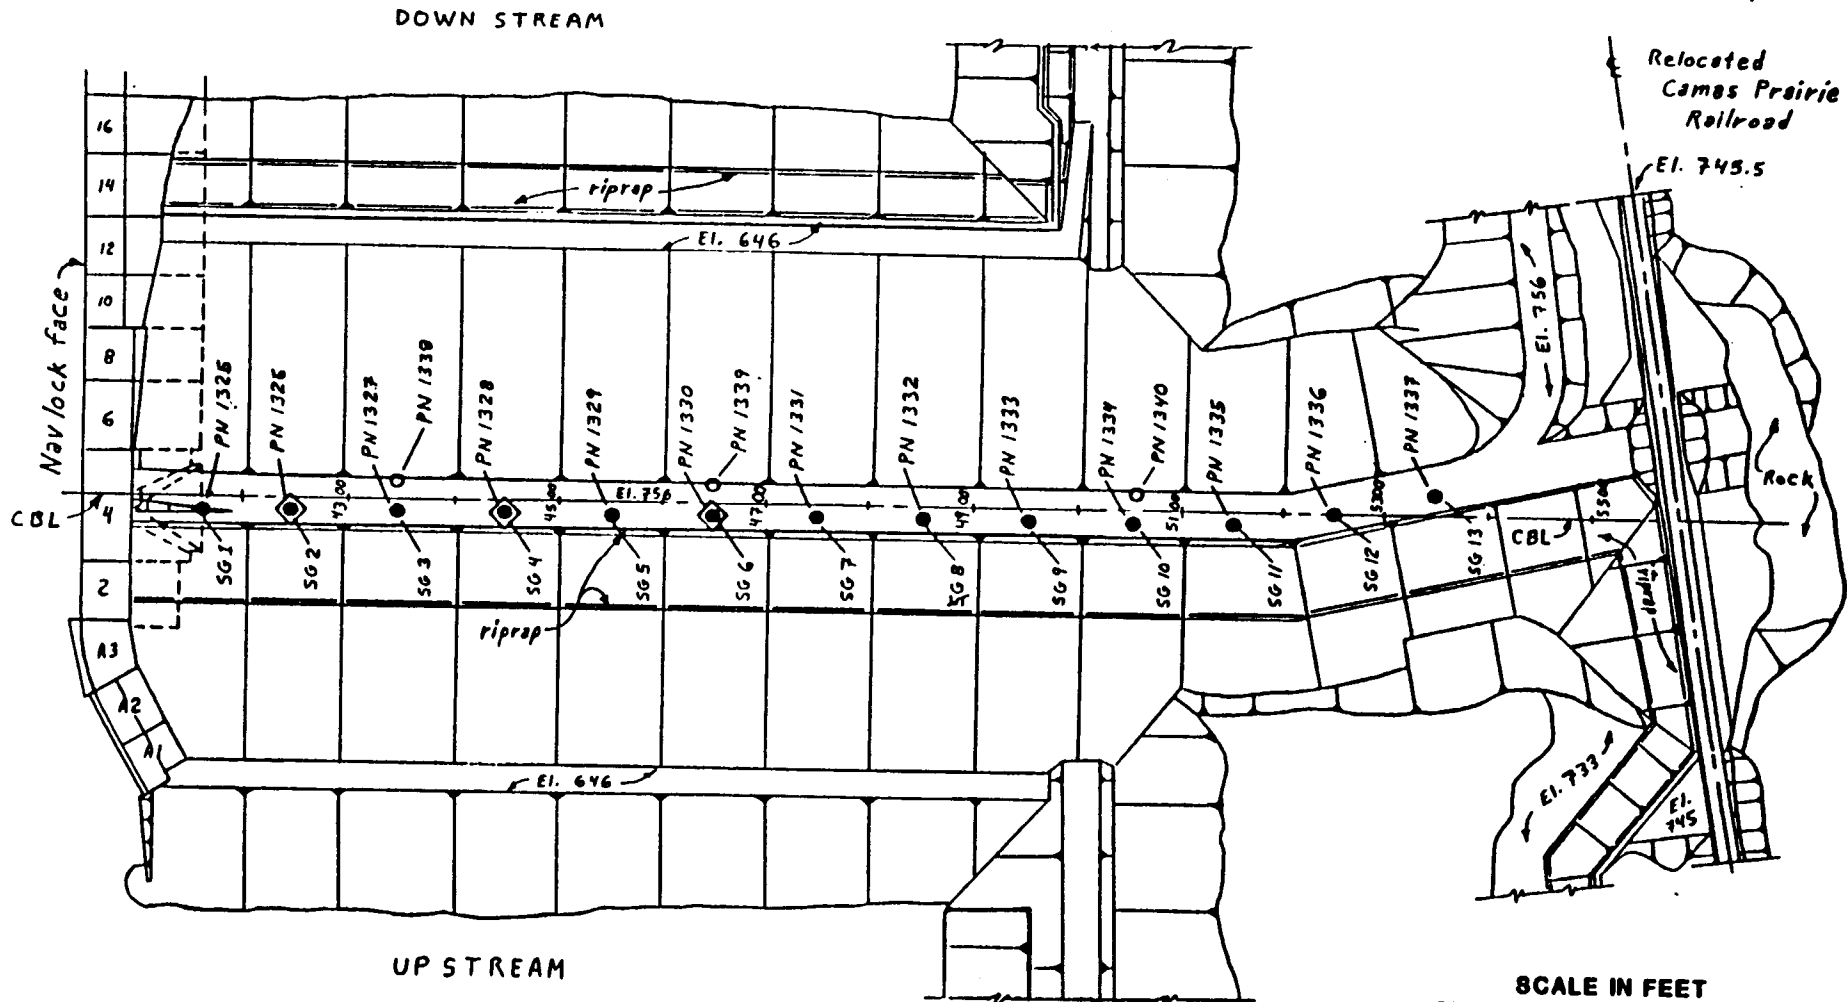 DOWN STREAM
Relocated
Camas Prairie
Railroad
El. 745.5
16
14
12
10
8
6
4
2
A3
A2
A1
Nav lock face
CBL
riprap
El. 646
El. 756
PN 1325
PN 1326
PN 1327
PN 1338
PN 1328
PN 1329
PN 1330
PN 1339
PN 1331
PN 1332
PN 1333
PN 1334
PN 1340
PN 1335
PN 1336
PN 1337
43.00
45.00
El. 756
47.00
49.00
51.00
53.00
55.00
SG 1
SG 2
SG 3
SG 4
SG 5
SG 6
SG 7
SG 8
SG 9
SG 10
SG 11
SG 12
SG 13
CBL
Rock
riprap
riprap
El. 646
El. 733
El.
745
UP STREAM
SCALE IN FEET